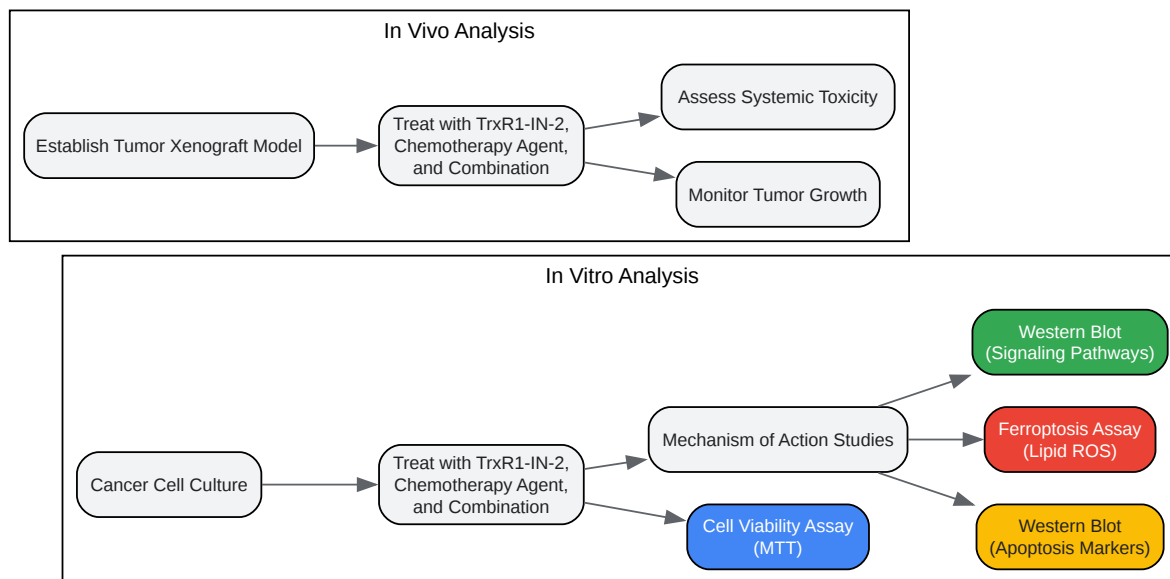 In Vivo Analysis
Establish Tumor Xenograft Model
Treat with TrxR1-IN-2,
Chemotherapy Agent,
and Combination
Assess Systemic Toxicity
Monitor Tumor Growth
In Vitro Analysis
Cancer Cell Culture
Treat with TrxR1-IN-2,
Chemotherapy Agent,
and Combination
Mechanism of Action Studies
Cell Viability Assay
(MTT)
Western Blot
(Signaling Pathways)
Ferroptosis Assay
(Lipid ROS)
Western Blot
(Apoptosis Markers)